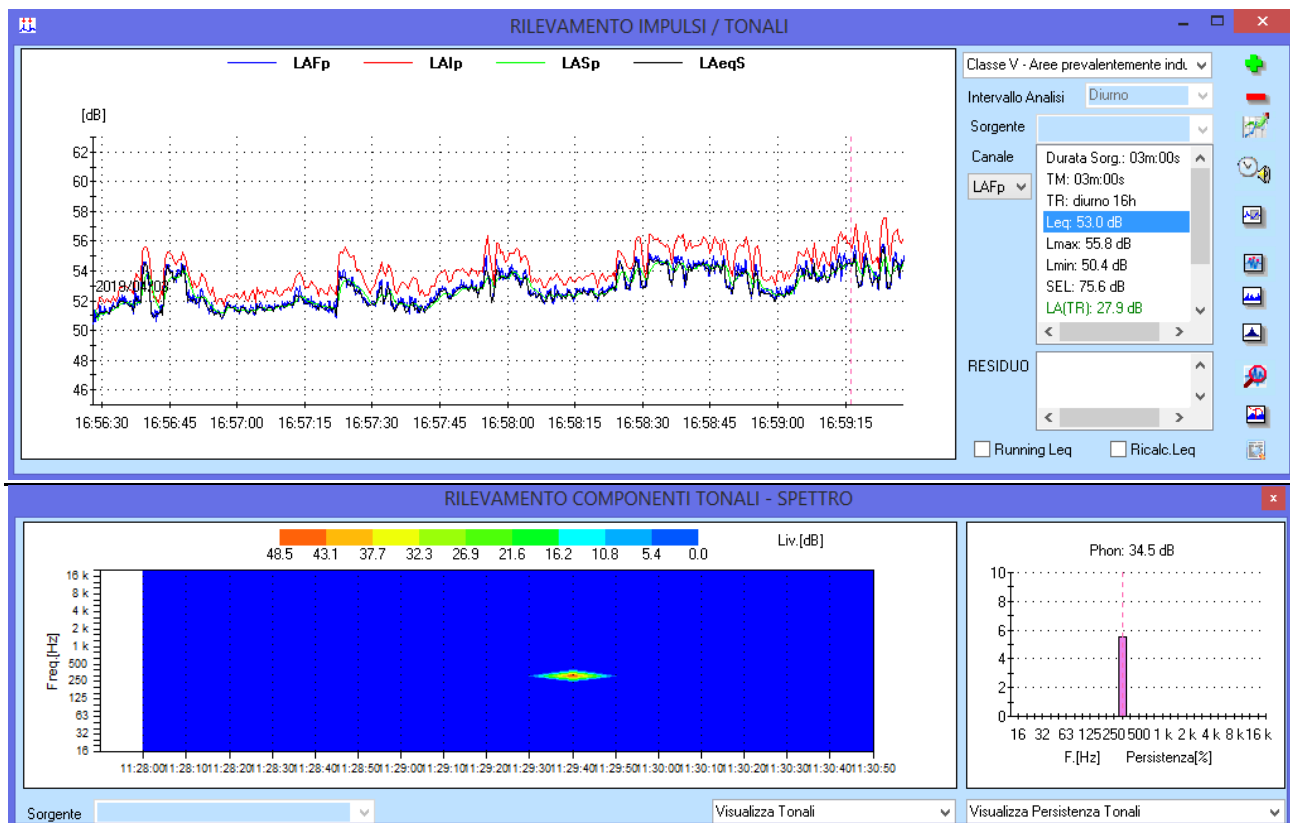 RILEVAMENTO IMPULSI / TONALI
LAFp LAIp LASp LAeqS
[dB]
62
60
58
56
54
2018/04/03
52
50
48
46
16:56:30 16:56:45 16:57:00 16:57:15 16:57:30 16:57:45 16:58:00 16:58:15 16:58:30 16:58:45 16:59:00 16:59:15
Classe V - Aree prevalentemente indu
Intervallo Analisi Diurno
Sorgente
Canale
LAFp
Durata Sorg.: 03m:00s
TM: 03m:00s
TR: diurno 16h
Leq: 53.0 dB
Lmax: 55.8 dB
Lmin: 50.4 dB
SEL: 75.6 dB
LA(TR): 27.9 dB
RESIDUO
Running Leq Ricalc.Leq
RILEVAMENTO COMPONENTI TONALI - SPETTRO
48.5 43.1 37.7 32.3 26.9 21.6 16.2 10.8 5.4 0.0
Liv.[dB]
Freq.[Hz]
16 k
8 k
4 k
2 k
1 k
500
250
125
63
32
16
11:28:00 11:28:10 11:28:20 11:28:30 11:28:40 11:28:50 11:29:00 11:29:10 11:29:20 11:29:30 11:29:40 11:29:50 11:30:00 11:30:10 11:30:20 11:30:30 11:30:40 11:30:50
Phon: 34.5 dB
10
8
6
4
2
0
16 32 63 125 250 500 1 k 2 k 4 k 8 k 16 k
F.[Hz] Persistenza[%]
Sorgente
Visualizza Tonali
Visualizza Persistenza Tonali